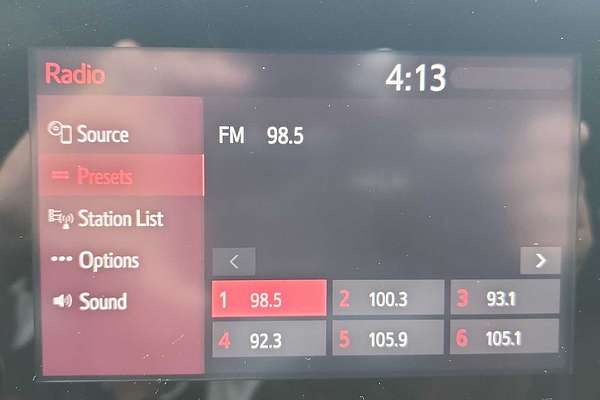 Radio 4:13
Source
FM 98.5
Presets
Station List
Options
Sound
1 98.5 2 100.3 3 93.1
4 92.3 5 105.9 6 105.1